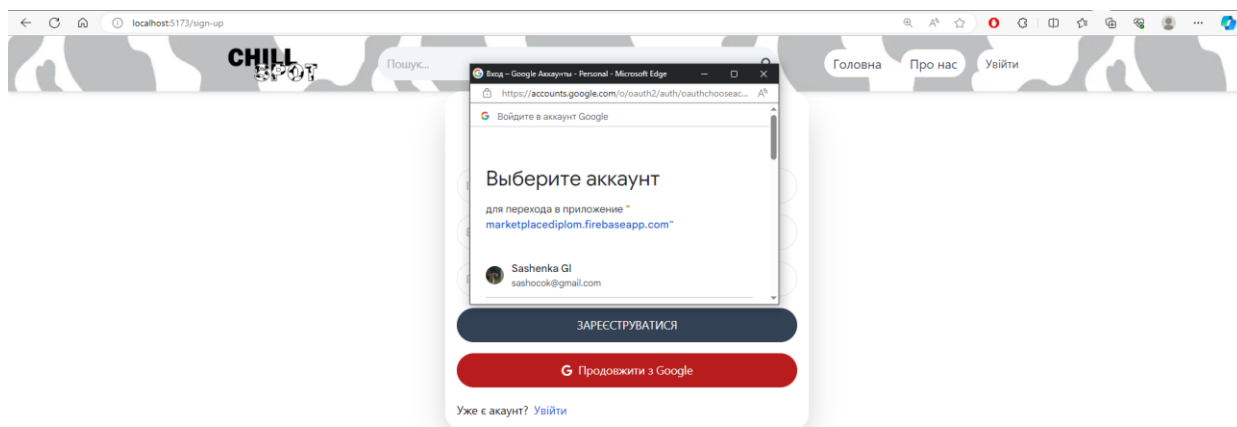 localhost:5173/sign-up
CHILL
SPOT
Пошук...
Головна
Про нас
Увійти
Вход – Google Аккаунты - Personal - Microsoft Edge
https://accounts.google.com/o/oauth2/auth/oauthchooseac...
Войдите в аккаунт Google
Выберите аккаунт
для перехода в приложение "
marketplacediplom.firebaseapp.com"
Sashenka Gl
sashocok@gmail.com
ЗАРЕЄСТРУВАТИСЯ
G Продовжити з Google
Уже є акаунт? Увійти